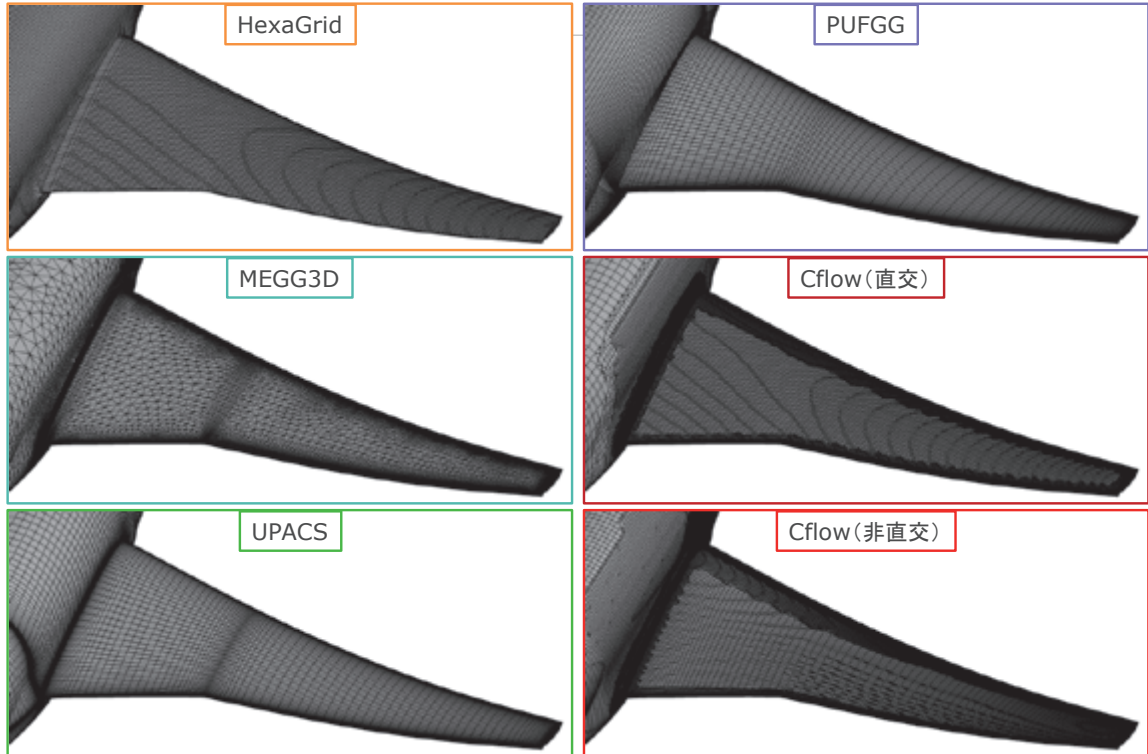 HexaGrid
PUFGG
MEGG3D
Cflow(直交)
UPACS
Cflow(非直交)